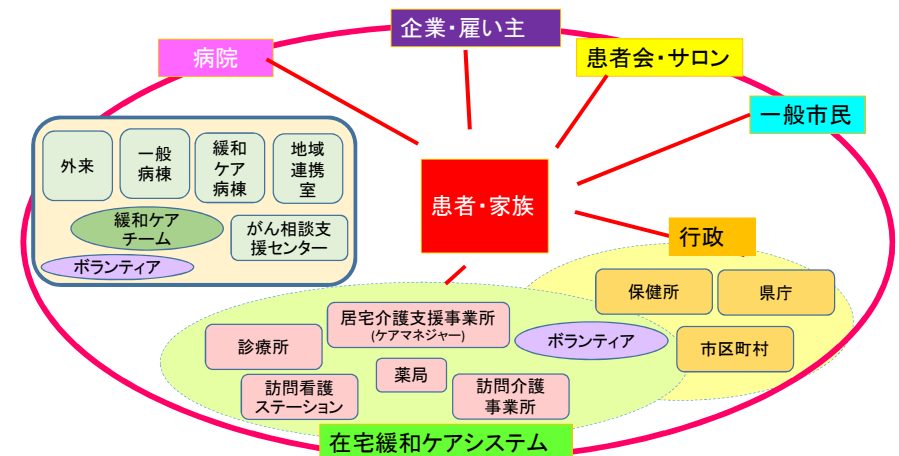 企業・雇い主
病院
患者会・サロン
一般市民
外来
一般
病棟
緩和
ケア
病棟
地域
連携
室
緩和ケア
チーム
がん相談支
援センター
ボランティア
患者・家族
行政
保健所
県庁
市区町村
居宅介護支援事業所
(ケアマネジャー)
ボランティア
診療所
薬局
訪問看護
ステーション
訪問介護
事業所
在宅緩和ケアシステム